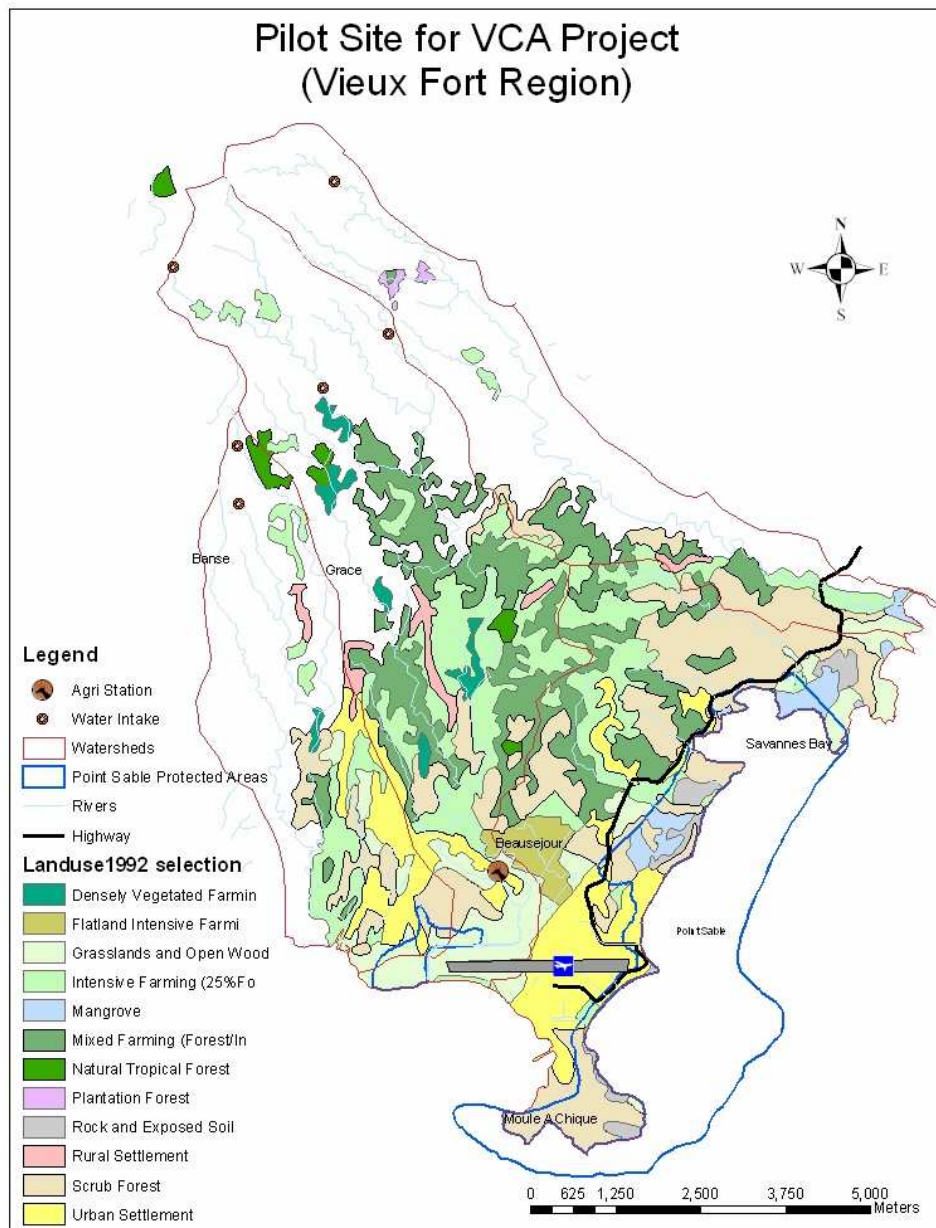 Pilot Site for VCA Project
(Vieux Fort Region)
N
W E
S
Banse
Grace
Savannes Bay
Beausejour
Point Sable
Moule A Chique
Legend
Agri Station
Water Intake
Watersheds
Point Sable Protected Areas
Rivers
Highway
Landuse1992 selection
Densely Vegetated Farmin
Flatland Intensive Farmi
Grasslands and Open Wood
Intensive Farming (25%Fo
Mangrove
Mixed Farming (Forest/In
Natural Tropical Forest
Plantation Forest
Rock and Exposed Soil
Rural Settlement
Scrub Forest
Urban Settlement
0 625 1,250 2,500 3,750 5,000
Meters